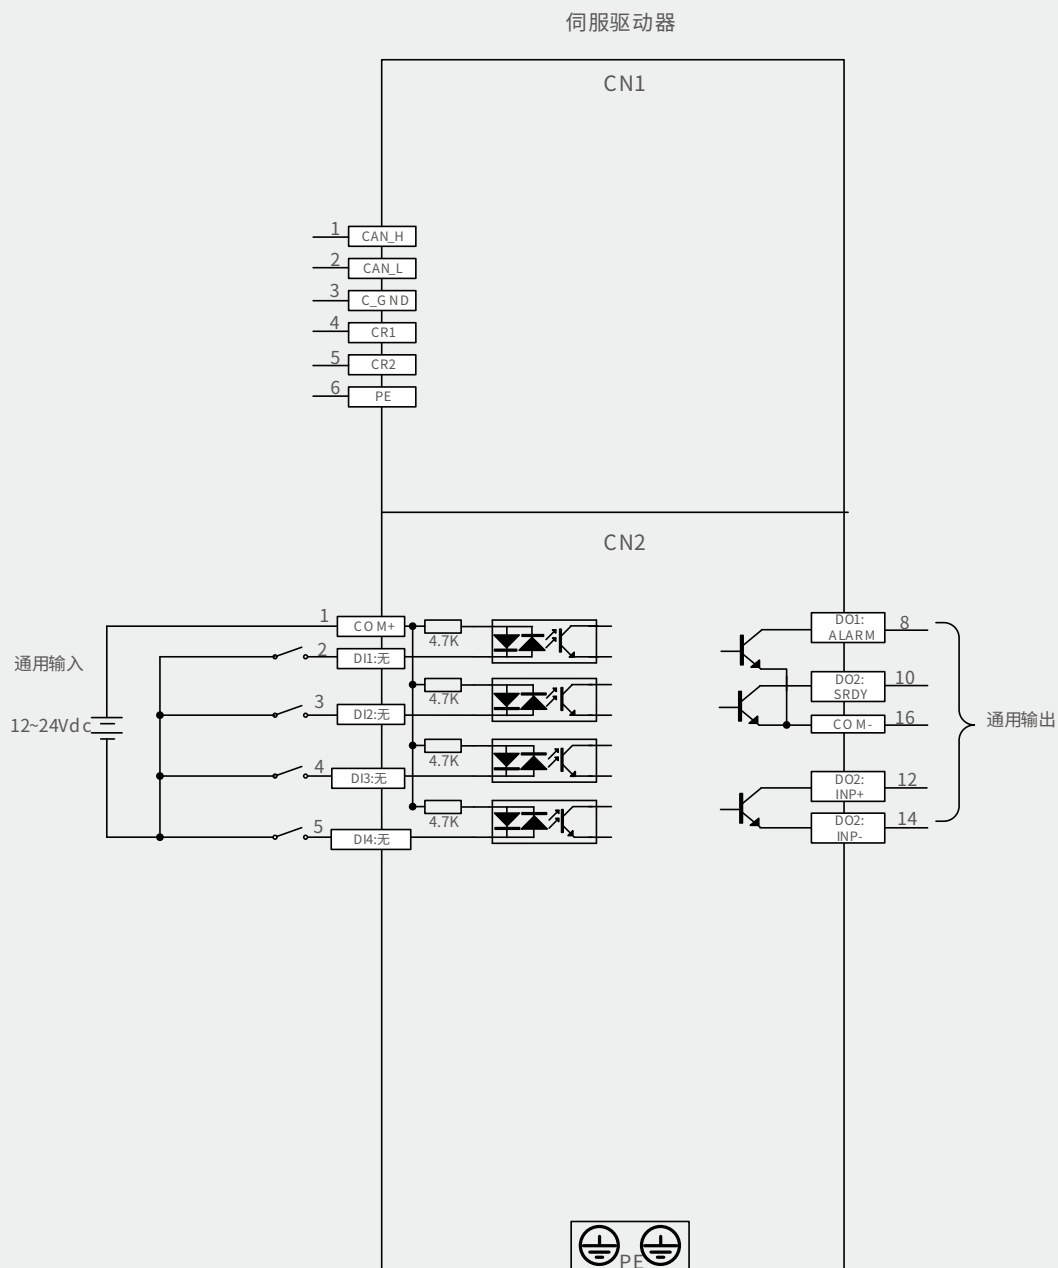 伺服驱动器
CN1
1 CAN_H
2 CAN_L
3 C_GND
4 CR1
5 CR2
6 PE
CN2
1 COM+
4.7K
2 DI1:无
通用输入
4.7K
3 DI2:无
12~24Vdc
4.7K
4 DI3:无
4.7K
5 DI4:无
DO1:
ALARM 8
DO2:
SRDY 10
COM- 16
通用输出
DO2:
INP+ 12
DO2:
INP- 14
PE